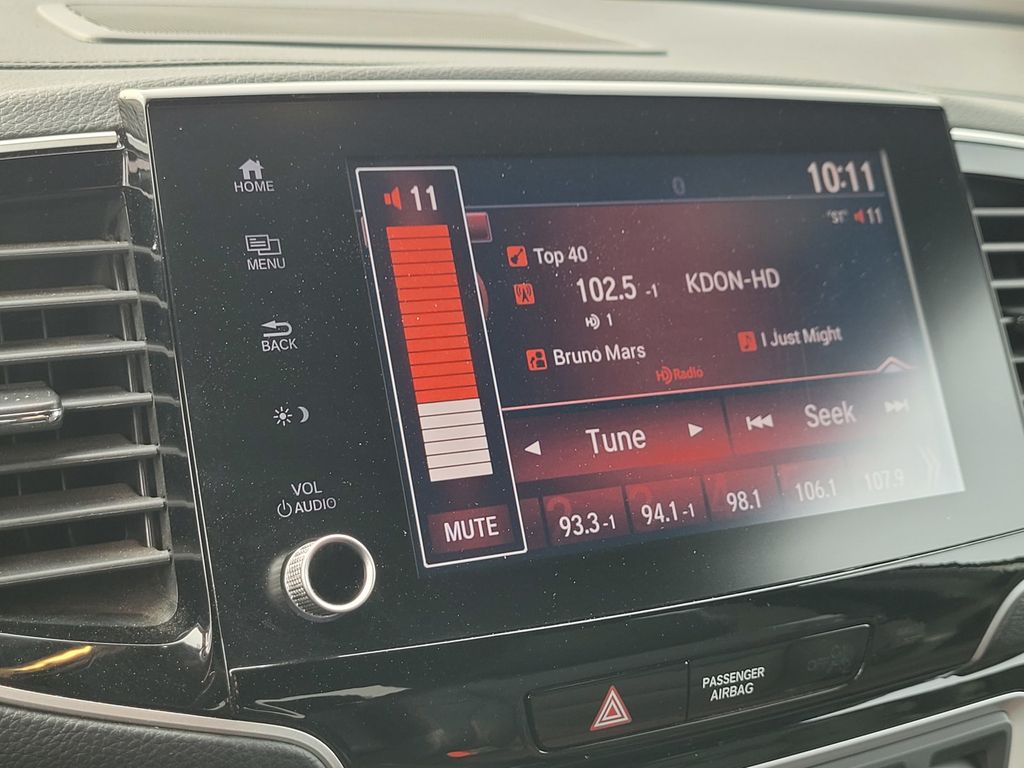 HOME
MENU
BACK
VOL
AUDIO
11
MUTE
10:11
"ST" 11
Top 40
102.5 -1 KDON-HD
HD 1
Bruno Mars
I Just Might
HD Radio
Tune
Seek
93.3 -1
94.1 -1
98.1
106.1
107.9
PASSENGER
AIRBAG